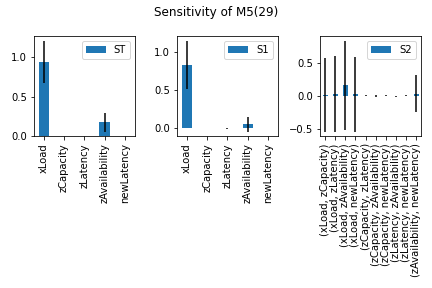 Sensitivity of M5(29)
ST
1.0
0.5
0.0
xLoad
zCapacity
zLatency
zAvailability
newLatency
S1
1.0
0.5
0.0
xLoad
zCapacity
zLatency
zAvailability
newLatency
S2
0.5
0.0
−0.5
(xLoad, zCapacity)
(xLoad, zLatency)
(xLoad, zAvailability)
(xLoad, newLatency)
(zCapacity, zLatency)
(zCapacity, zAvailability)
(zCapacity, newLatency)
(zLatency, zAvailability)
(zLatency, newLatency)
(zAvailability, newLatency)